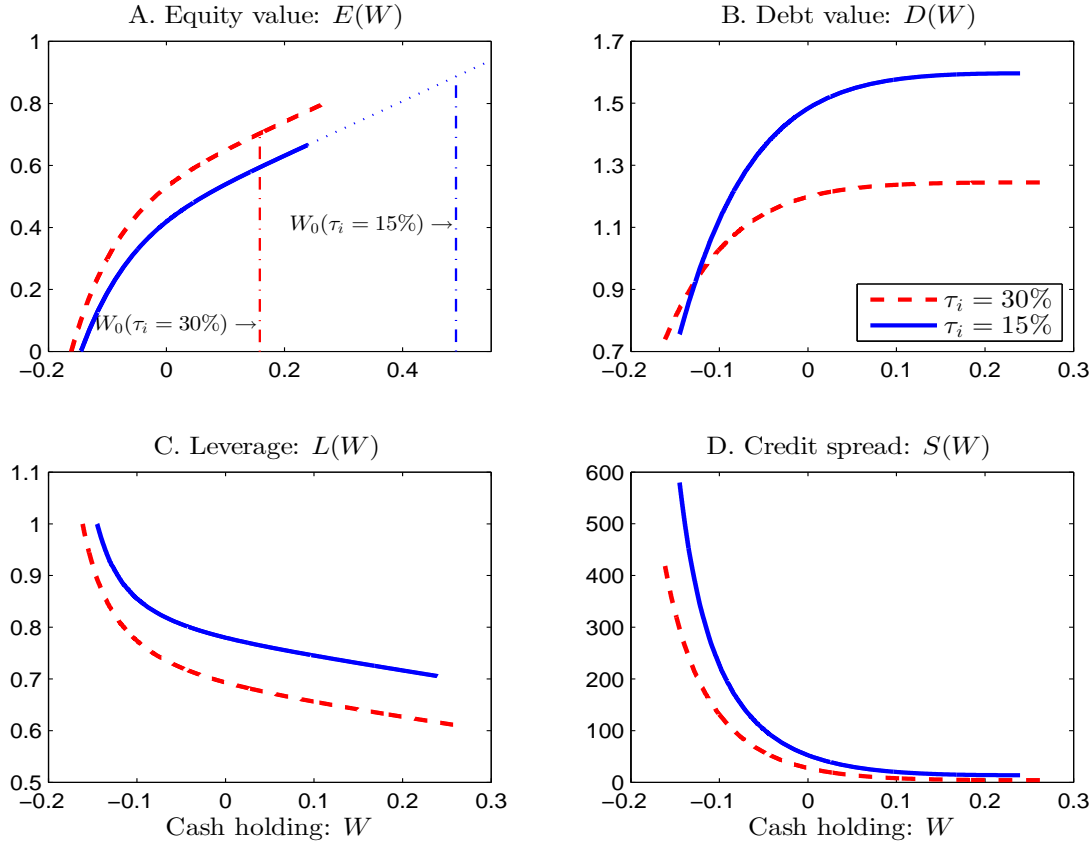 A. Equity value: E(W)
1
0.8
0.6
0.4
0.2
0
−0.2 0 0.2 0.4
W₀(τᵢ = 15%) →
W₀(τᵢ = 30%) →
B. Debt value: D(W)
1.7
1.5
1.3
1.1
0.9
0.7
−0.2 −0.1 0 0.1 0.2 0.3
τᵢ = 30%
τᵢ = 15%
C. Leverage: L(W)
1.1
1
0.9
0.8
0.7
0.6
0.5
−0.2 −0.1 0 0.1 0.2 0.3
Cash holding: W
D. Credit spread: S(W)
600
500
400
300
200
100
0
−0.2 −0.1 0 0.1 0.2 0.3
Cash holding: W